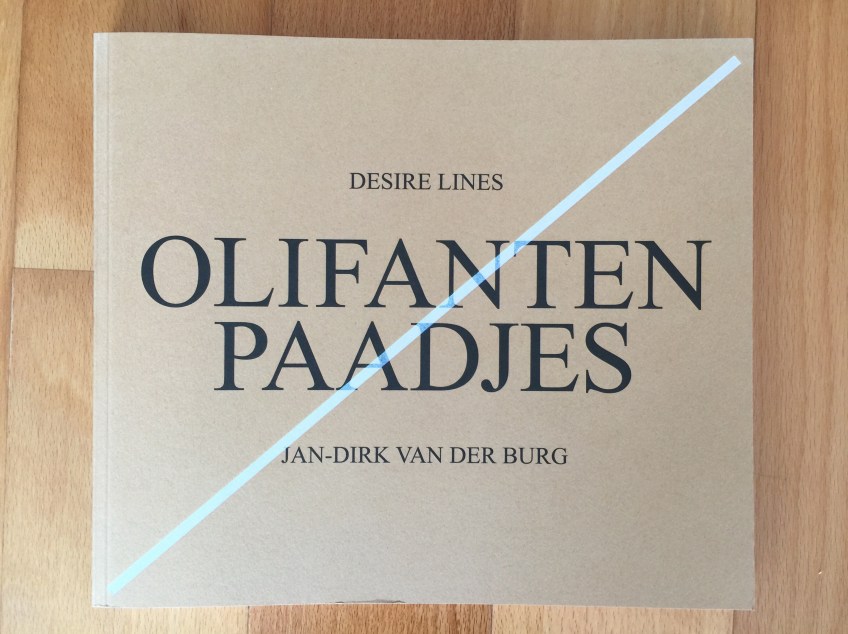 DESIRE LINES
OLIFANTEN
PAADJES
JAN-DIRK VAN DER BURG